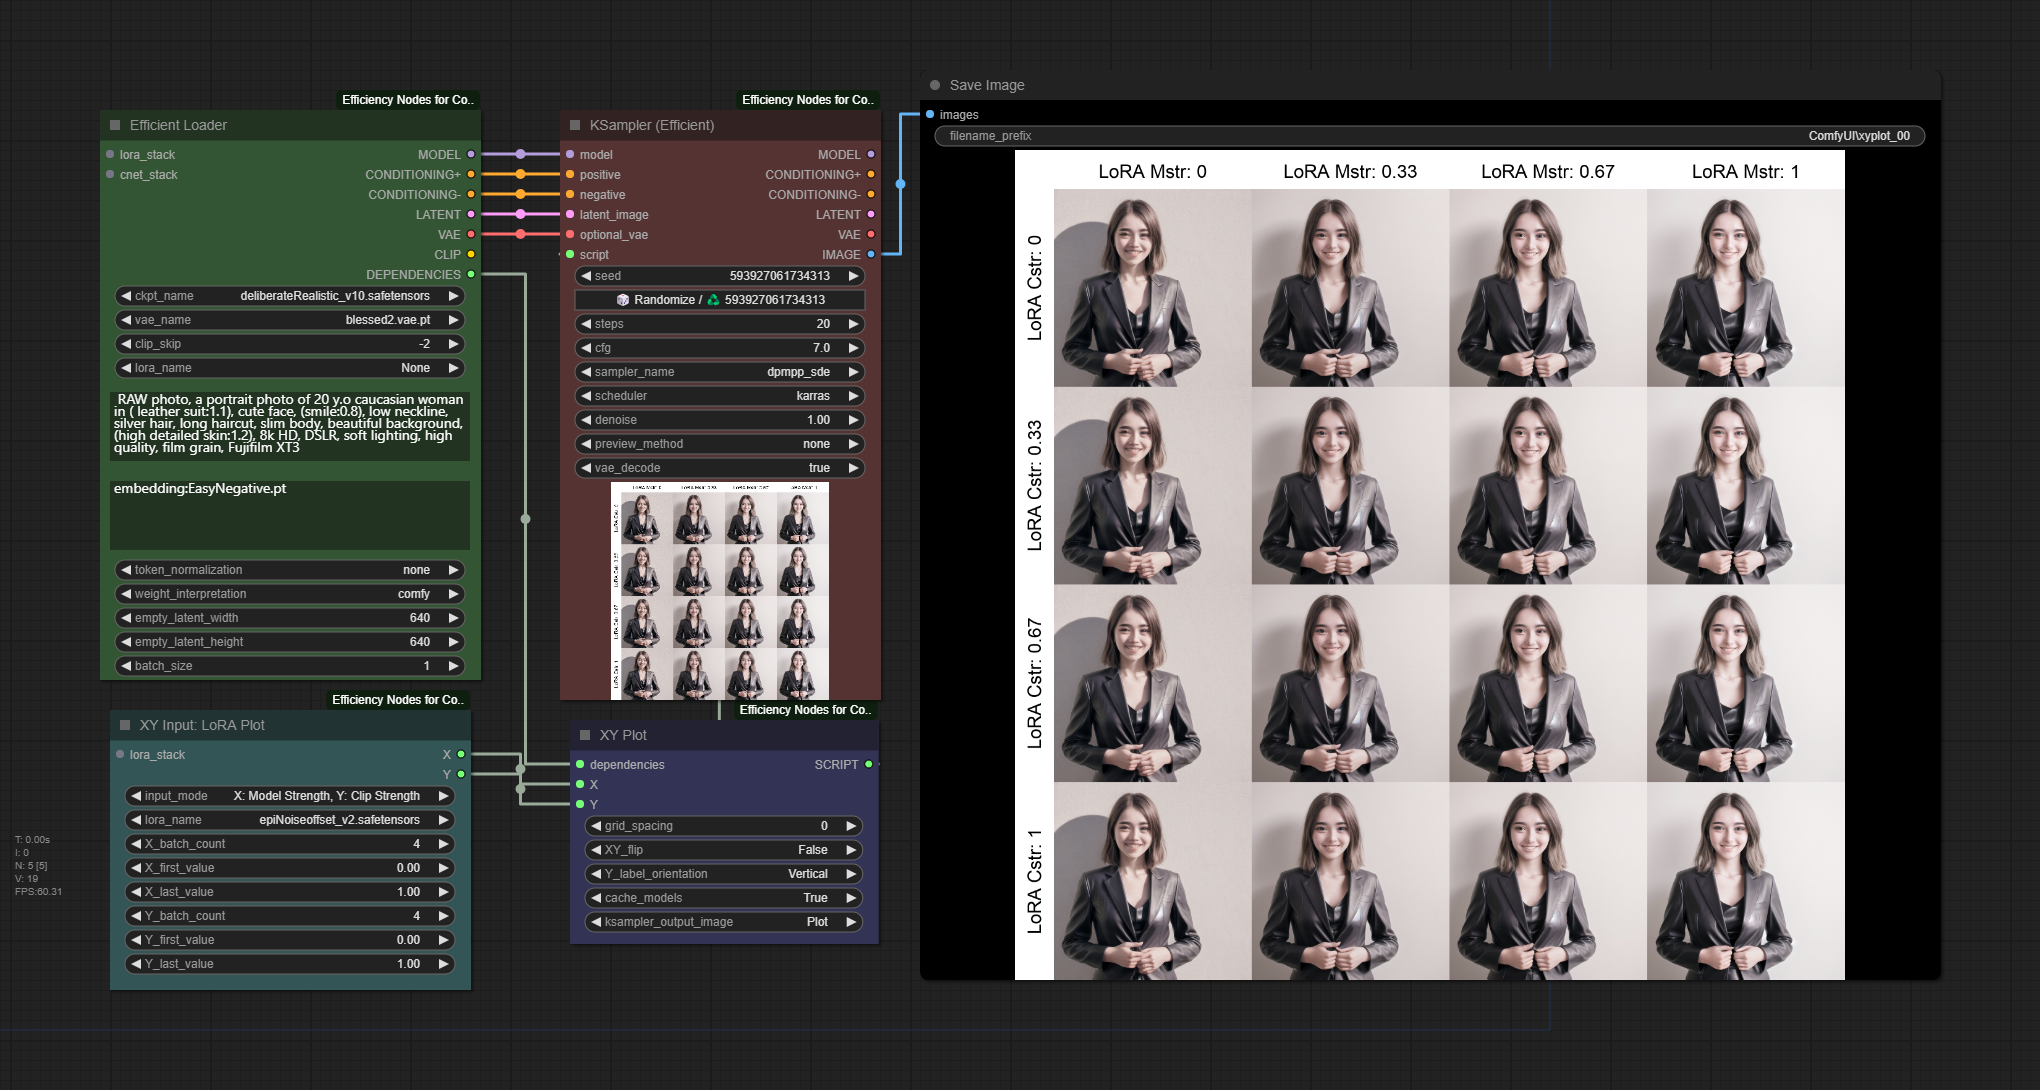 Efficiency Nodes for Co..
Efficient Loader
lora_stack
cnet_stack
MODEL
CONDITIONING+
CONDITIONING-
LATENT
VAE
CLIP
DEPENDENCIES
ckpt_name deliberateRealistic_v10.safetensors
vae_name blessed2.vae.pt
clip_skip -2
lora_name None
RAW photo, a portrait photo of 20 y.o caucasian woman
in ( leather suit:1.1), cute face, (smile:0.8), low neckline,
silver hair, long haircut, slim body, beautiful background,
(high detailed skin:1.2), 8k HD, DSLR, soft lighting, high
quality, film grain, Fujifilm XT3
embedding:EasyNegative.pt
token_normalization none
weight_interpretation comfy
empty_latent_width 640
empty_latent_height 640
batch_size 1
Efficiency Nodes for Co..
KSampler (Efficient)
model MODEL
positive CONDITIONING+
negative CONDITIONING-
latent_image LATENT
optional_vae VAE
script IMAGE
seed 593927061734313
Randomize / 593927061734313
steps 20
cfg 7.0
sampler_name dpmpp_sde
scheduler karras
denoise 1.00
preview_method none
vae_decode true
Efficiency Nodes for Co..
XY Input: LoRA Plot
lora_stack X
Y
input_mode X: Model Strength, Y: Clip Strength
lora_name epiNoiseoffset_v2.safetensors
X_batch_count 4
X_first_value 0.00
X_last_value 1.00
Y_batch_count 4
Y_first_value 0.00
Y_last_value 1.00
Efficiency Nodes for Co..
XY Plot
dependencies SCRIPT
X
Y
grid_spacing 0
XY_flip False
Y_label_orientation Vertical
cache_models True
ksampler_output_image Plot
Save Image
images
filename_prefix ComfyUI\xyplot_00
LoRA Mstr: 0 LoRA Mstr: 0.33 LoRA Mstr: 0.67 LoRA Mstr: 1
LoRA Cstr: 0
LoRA Cstr: 0.33
LoRA Cstr: 0.67
LoRA Cstr: 1
T: 0.00s
I: 0
N: 5 [5]
V: 19
FPS:60.31